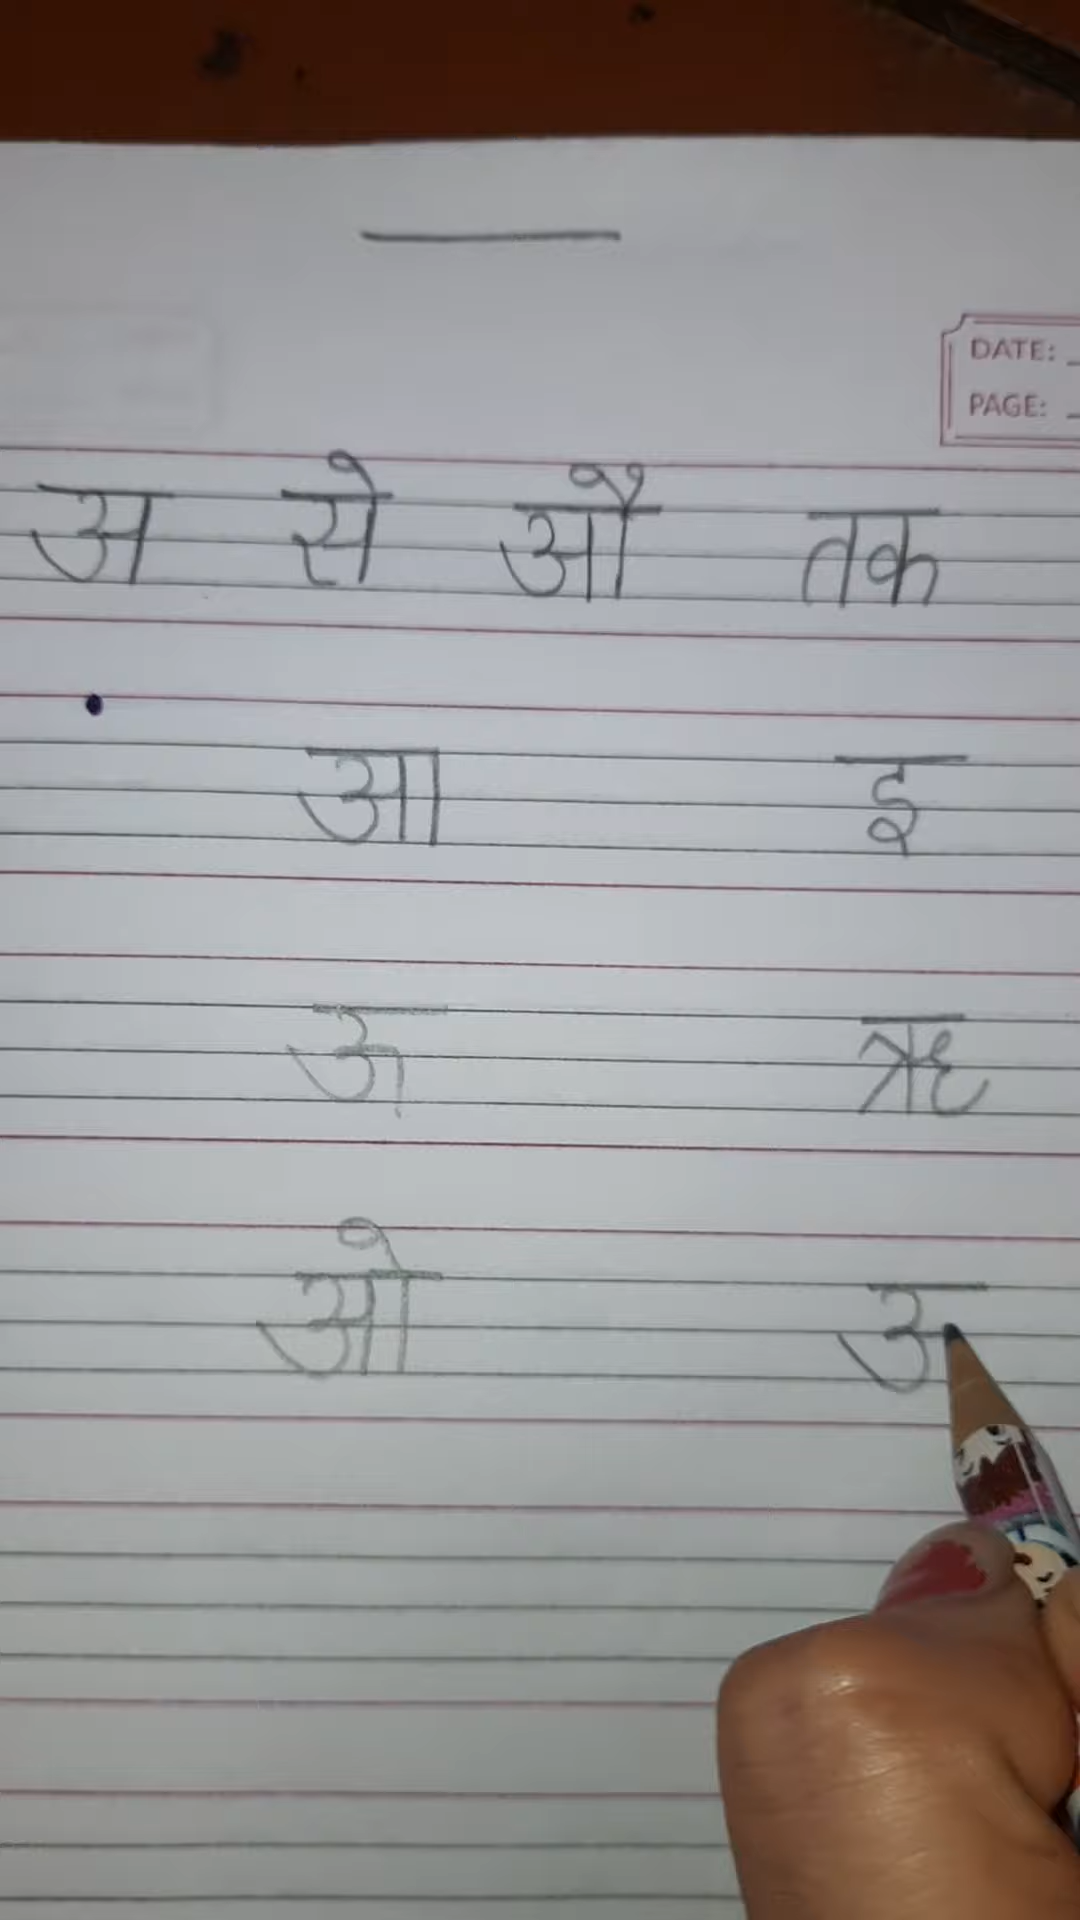 DATE:
PAGE:
अ से औ तक
आ इ
ऊ ऋ
ओ